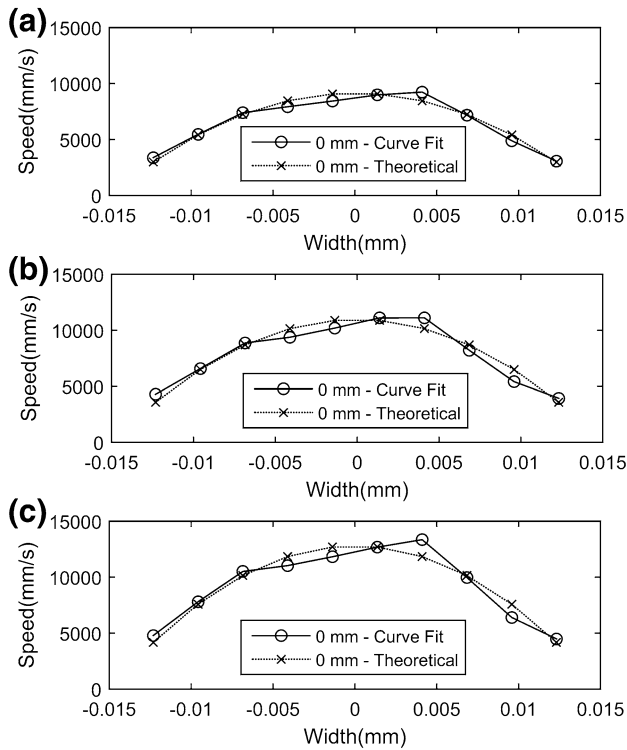 (a)
15000
10000
5000
0
Speed(mm/s)
0 mm - Curve Fit
0 mm - Theoretical
-0.015 -0.01 -0.005 0 0.005 0.01 0.015
Width(mm)
(b)
15000
10000
5000
0
Speed(mm/s)
0 mm - Curve Fit
0 mm - Theoretical
-0.015 -0.01 -0.005 0 0.005 0.01 0.015
Width(mm)
(c)
15000
10000
5000
0
Speed(mm/s)
0 mm - Curve Fit
0 mm - Theoretical
-0.015 -0.01 -0.005 0 0.005 0.01 0.015
Width(mm)